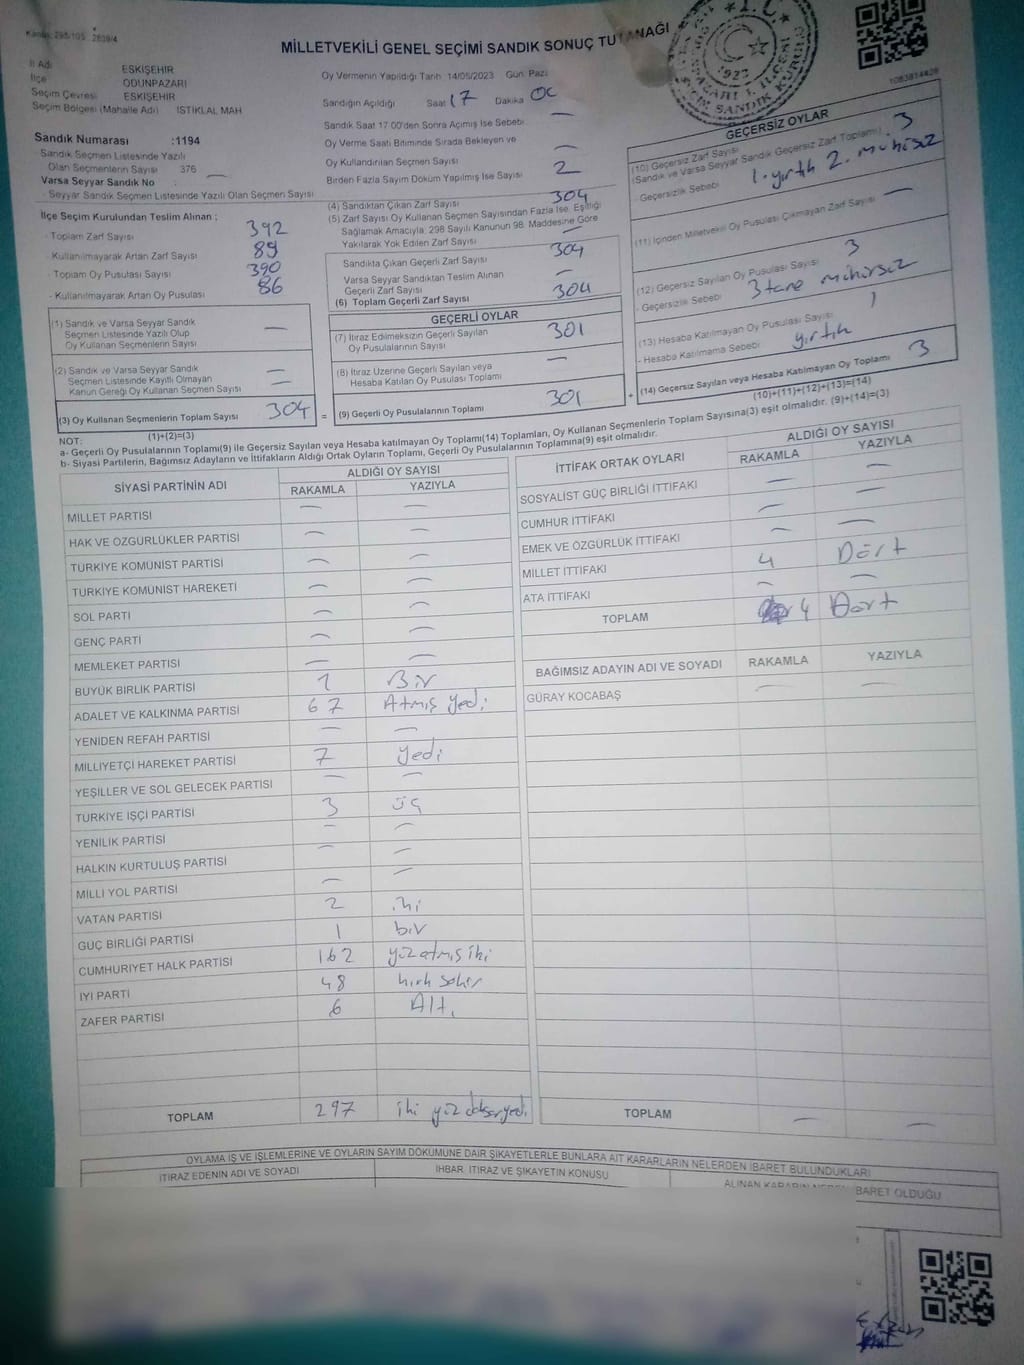 Kanun: 298/105 2839/4
MİLLETVEKİLİ GENEL SEÇİMİ SANDIK SONUÇ TUTANAĞI
1083814426
İl Adı ESKİŞEHİR
İlçe ODUNPAZARI
Seçim Çevresi ESKİŞEHİR
Seçim Bölgesi (Mahalle Adı) İSTİKLAL MAH
Sandık Numarası :1194
- Sandık Seçmen Listesinde Yazılı
Olan Seçmenlerin Sayısı 376
Varsa Seyyar Sandık No —
- Seyyar Sandık Seçmen Listesinde Yazılı Olan Seçmen Sayısı
Oy Vermenin Yapıldığı Tarih 14/05/2023 Gün: Pazar
Sandığın Açıldığı Saat 17 Dakika 00
Sandık Saat 17.00'den Sonra Açılmış İse Sebebi —
Oy Verme Saati Bitiminde Sırada Bekleyen ve
Oy Kullandırılan Seçmen Sayısı —
Birden Fazla Sayım Döküm Yapılmış İse Sayısı 2
İlçe Seçim Kurulundan Teslim Alınan ;
- Toplam Zarf Sayısı 392
- Kullanılmayarak Artan Zarf Sayısı 89
- Toplam Oy Pusulası Sayısı 390
- Kullanılmayarak Artan Oy Pusulası 86
(1) Sandık ve Varsa Seyyar Sandık
Seçmen Listesinde Yazılı Olup
Oy Kullanan Seçmenlerin Sayısı —
(2) Sandık ve Varsa Seyyar Sandık
Seçmen Listesinde Kayıtlı Olmayan
Kanun Gereği Oy Kullanan Seçmen Sayısı —
(3) Oy Kullanan Seçmenlerin Toplam Sayısı 304 =
(1)+(2)=(3)
(4) Sandıktan Çıkan Zarf Sayısı 304
(5) Zarf Sayısı Oy Kullanan Seçmen Sayısından Fazla İse, Eşitliği
Sağlamak Amacıyla; 298 Sayılı Kanunun 98. Maddesine Göre
Yakılarak Yok Edilen Zarf Sayısı —
Sandıkta Çıkan Geçerli Zarf Sayısı 304
Varsa Seyyar Sandıktan Teslim Alınan
Geçerli Zarf Sayısı —
(6) Toplam Geçerli Zarf Sayısı 304
GEÇERLİ OYLAR
(7) İtiraz Edilmeksizin Geçerli Sayılan
Oy Pusulalarının Sayısı 301
(8) İtiraz Üzerine Geçerli Sayılan veya
Hesaba Katılan Oy Pusulası Toplamı —
(9) Geçerli Oy Pusulalarının Toplamı 301 +
GEÇERSİZ OYLAR
(10) Geçersiz Zarf Sayısı
(Sandık ve Varsa Seyyar Sandık Geçersiz Zarf Toplamı) 3
- Geçersizlik Sebebi 1. yırtık 2. mühürsüz
(11) İçinden Milletvekili Oy Pusulası Çıkmayan Zarf Sayısı —
(12) Geçersiz Sayılan Oy Pusulası Sayısı 3
- Geçersizlik Sebebi 3 tane mühürsüz
(13) Hesaba Katılmayan Oy Pusulası Sayısı 1
- Hesaba Katılmama Sebebi yırtık
(14) Geçersiz Sayılan veya Hesaba Katılmayan Oy Toplamı 3
(10)+(11)+(12)+(13)=(14)
NOT:
a- Geçerli Oy Pusulalarının Toplamı(9) ile Geçersiz Sayılan veya Hesaba katılmayan Oy Toplamı(14) Toplamları, Oy Kullanan Seçmenlerin Toplam Sayısına(3) eşit olmalıdır. (9)+(14)=(3)
b- Siyasi Partilerin, Bağımsız Adayların ve İttifakların Aldığı Ortak Oyların Toplamı, Geçerli Oy Pusulalarının Toplamına(9) eşit olmalıdır.
SİYASİ PARTİNİN ADI ALDIĞI OY SAYISI
RAKAMLA YAZIYLA
MİLLET PARTİSİ — —
HAK VE ÖZGÜRLÜKLER PARTİSİ — —
TÜRKİYE KOMÜNİST PARTİSİ — —
TÜRKİYE KOMÜNİST HAREKETİ — —
SOL PARTİ — —
GENÇ PARTİ — —
MEMLEKET PARTİSİ — —
BÜYÜK BİRLİK PARTİSİ 1 Bir
ADALET VE KALKINMA PARTİSİ 67 Atmış yedi
YENİDEN REFAH PARTİSİ — —
MİLLİYETÇİ HAREKET PARTİSİ 7 yedi
YEŞİLLER VE SOL GELECEK PARTİSİ — —
TÜRKİYE İŞÇİ PARTİSİ 3 üç
YENİLİK PARTİSİ — —
HALKIN KURTULUŞ PARTİSİ — —
MİLLİ YOL PARTİSİ — —
VATAN PARTİSİ 2 iki
GÜÇ BİRLİĞİ PARTİSİ 1 bir
CUMHURİYET HALK PARTİSİ 162 yüz atmış iki
İYİ PARTİ 48 kırk sekiz
ZAFER PARTİSİ 6 Altı
TOPLAM 297 iki yüz doksan yedi
İTTİFAK ORTAK OYLARI ALDIĞI OY SAYISI
RAKAMLA YAZIYLA
SOSYALİST GÜÇ BİRLİĞİ İTTİFAKI — —
CUMHUR İTTİFAKI — —
EMEK VE ÖZGÜRLÜK İTTİFAKI — —
MİLLET İTTİFAKI 4 Dört
ATA İTTİFAKI — —
TOPLAM 4 Dört
BAĞIMSIZ ADAYIN ADI VE SOYADI RAKAMLA YAZIYLA
GÜRAY KOCABAŞ — —
TOPLAM — —
OYLAMA İŞ VE İŞLEMLERİNE VE OYLARIN SAYIM DÖKÜMÜNE DAİR ŞİKAYETLERLE BUNLARA AİT KARARLARIN NELERDEN İBARET BULUNDUKLARI
İTİRAZ EDENİN ADI VE SOYADI İHBAR, İTİRAZ VE ŞİKAYETİN KONUSU ALINAN KARARIN NEDEN İBARET OLDUĞU